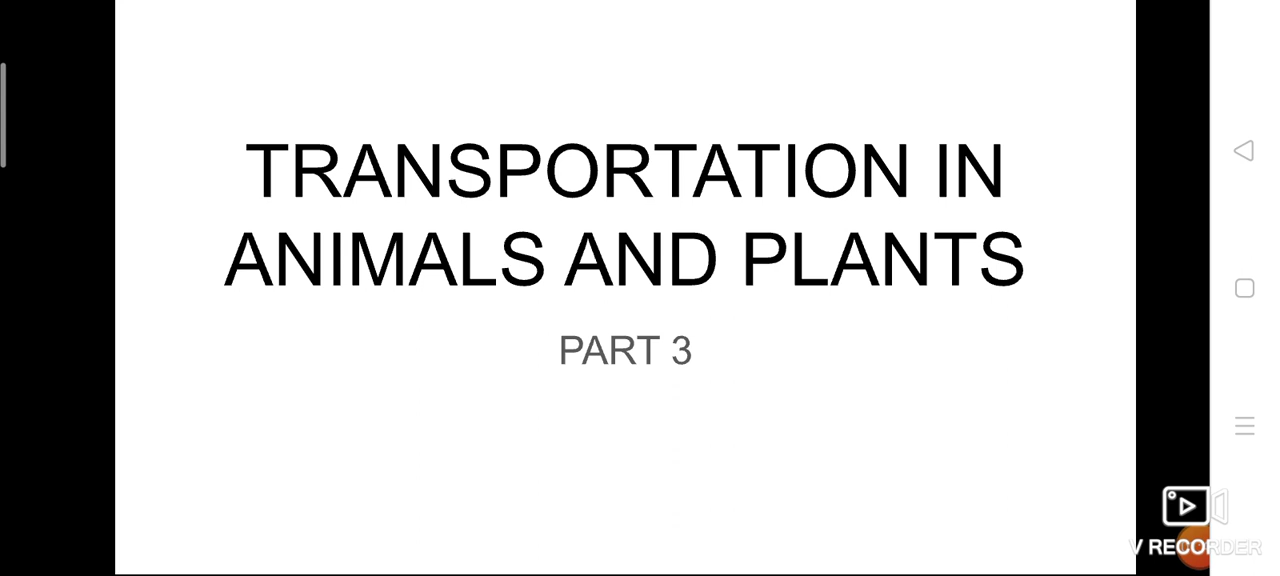 TRANSPORTATION IN
ANIMALS AND PLANTS
PART 3
V RECORDER